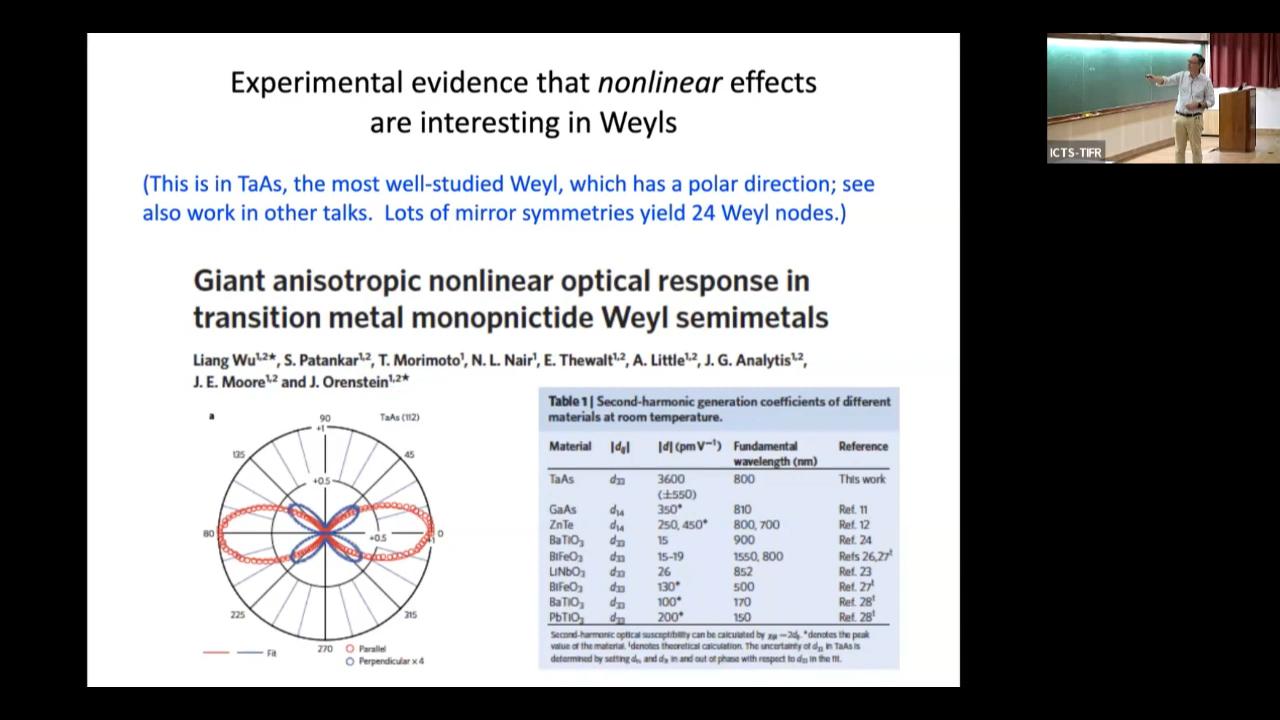 Experimental evidence that nonlinear effects
are interesting in Weyls
ICTS-TIFR
(This is in TaAs, the most well-studied Weyl, which has a polar direction; see
also work in other talks. Lots of mirror symmetries yield 24 Weyl nodes.)
Giant anisotropic nonlinear optical response in
transition metal monopnictide Weyl semimetals
Liang Wu1,2*, S. Patankar1,2, T. Morimoto1, N. L. Nair1, E. Thewalt1,2, A. Little1,2, J. G. Analytis1,2,
J. E. Moore1,2 and J. Orenstein1,2*
a
90
TaAs (112)
+1
135
45
+0.5
80
+0.5
0
225
315
270
Fit
Parallel
Perpendicular x 4
Table 1 | Second-harmonic generation coefficients of different
materials at room temperature.
Material |dij| |d| (pm V−1) Fundamental wavelength (nm) Reference
TaAs d33 3600 (±550) 800 This work
GaAs d14 350* 810 Ref. 11
ZnTe d14 250, 450* 800, 700 Ref. 12
BaTiO3 d33 15 900 Ref. 24
BiFeO3 d33 15-19 1550, 800 Refs 26,27†
LiNbO3 d33 26 852 Ref. 23
BiFeO3 d33 130* 500 Ref. 27†
BaTiO3 d33 100* 170 Ref. 28†
PbTiO3 d33 200* 150 Ref. 28†
Second-harmonic optical susceptibility can be calculated by *denotes the peak
value of the material. †denotes theoretical calculation. The uncertainty of d33 in TaAs is
determined by setting d15 and d31 in and out of phase with respect to d33 in the fit.